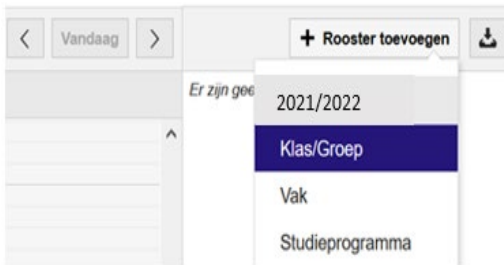 Vandaag
+ Rooster toevoegen
Er zijn gee
2021/2022
Klas/Groep
Vak
Studieprogramma